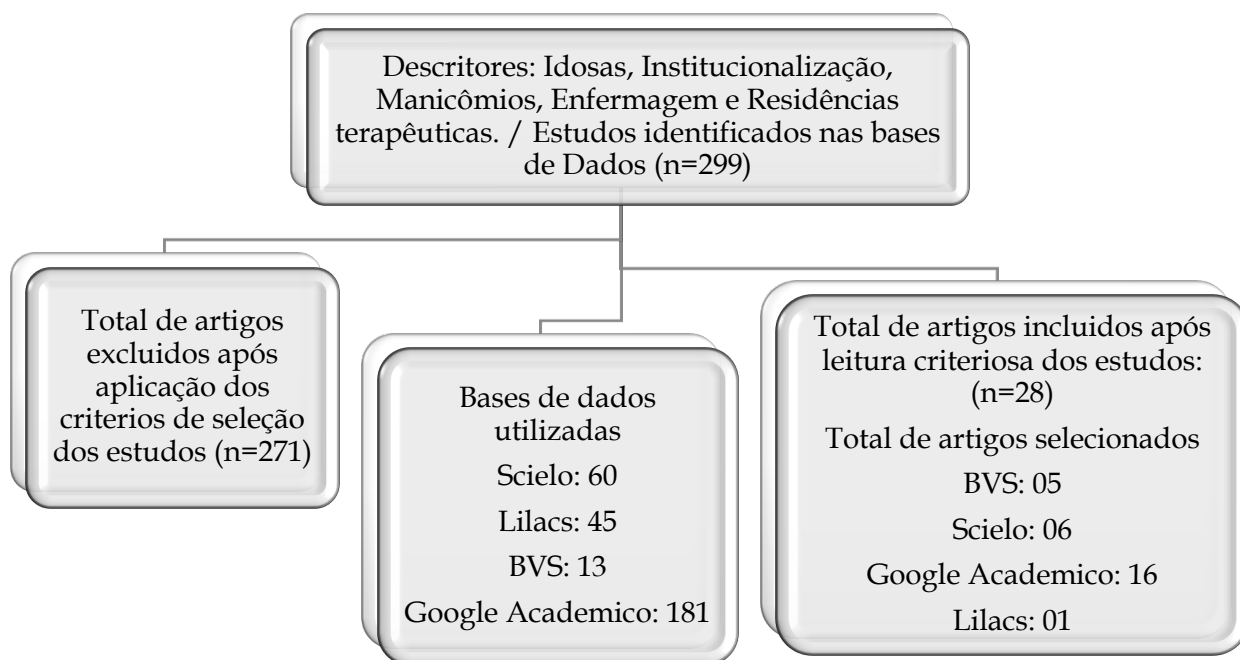 Descritores: Idosas, Institucionalização,
Manicômios, Enfermagem e Residências
terapêuticas. / Estudos identificados nas bases
de Dados (n=299)
Total de artigos
excluidos após
aplicação dos
criterios de seleção
dos estudos (n=271)
Bases de dados
utilizadas
Scielo: 60
Lilacs: 45
BVS: 13
Google Academico: 181
Total de artigos incluidos após
leitura criteriosa dos estudos:
(n=28)
Total de artigos selecionados
BVS: 05
Scielo: 06
Google Academico: 16
Lilacs: 01